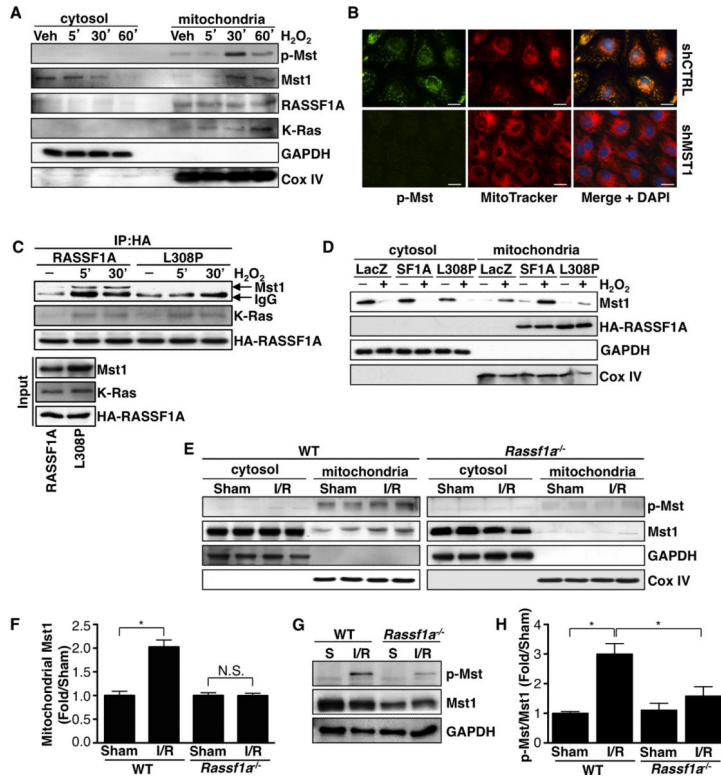 A
cytosol mitochondria
Veh 5' 30' 60' Veh 5' 30' 60' H₂O₂
p-Mst
Mst1
RASSF1A
K-Ras
GAPDH
Cox IV
B
shCTRL
shMST1
p-Mst MitoTracker Merge + DAPI
C
IP:HA
RASSF1A L308P
– 5' 30' – 5' 30' H₂O₂
Mst1
IgG
K-Ras
HA-RASSF1A
Input
Mst1
K-Ras
HA-RASSF1A
RASSF1A
L308P
D
cytosol mitochondria
LacZ SF1A L308P LacZ SF1A L308P
– + – + – + – + – + – + H₂O₂
Mst1
HA-RASSF1A
GAPDH
Cox IV
E
WT Rassf1a-/-
cytosol mitochondria cytosol mitochondria
Sham I/R Sham I/R Sham I/R Sham I/R
p-Mst
Mst1
GAPDH
Cox IV
F
Mitochondrial Mst1
(Fold/Sham)
2.5
2.0
1.5
1.0
0.5
0
*
N.S.
Sham I/R Sham I/R
WT Rassf1a-/-
G
WT Rassf1a-/-
S I/R S I/R
p-Mst
Mst1
GAPDH
H
p-Mst/Mst1 (Fold/Sham)
4
3
2
1
0
* *
Sham I/R Sham I/R
WT Rassf1a-/-